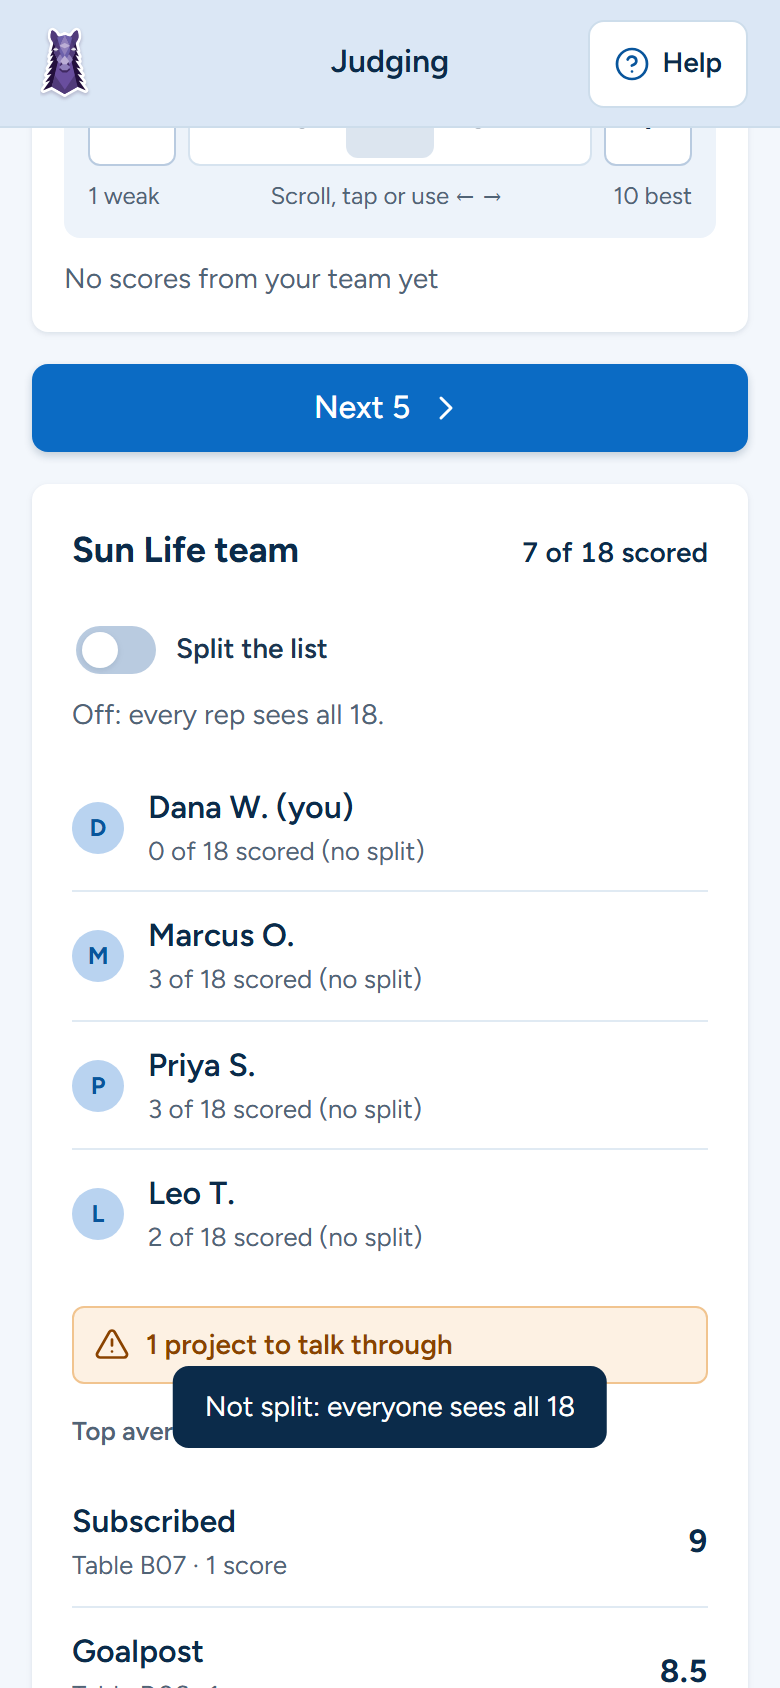 Judging
Help
1 weak
Scroll, tap or use ← →
10 best
No scores from your team yet
Next 5
Sun Life team
7 of 18 scored
Split the list
Off: every rep sees all 18.
D
Dana W. (you)
0 of 18 scored (no split)
M
Marcus O.
3 of 18 scored (no split)
P
Priya S.
3 of 18 scored (no split)
L
Leo T.
2 of 18 scored (no split)
1 project to talk through
Not split: everyone sees all 18
Top
Subscribed
9
Table B07 · 1 score
Goalpost
8.5